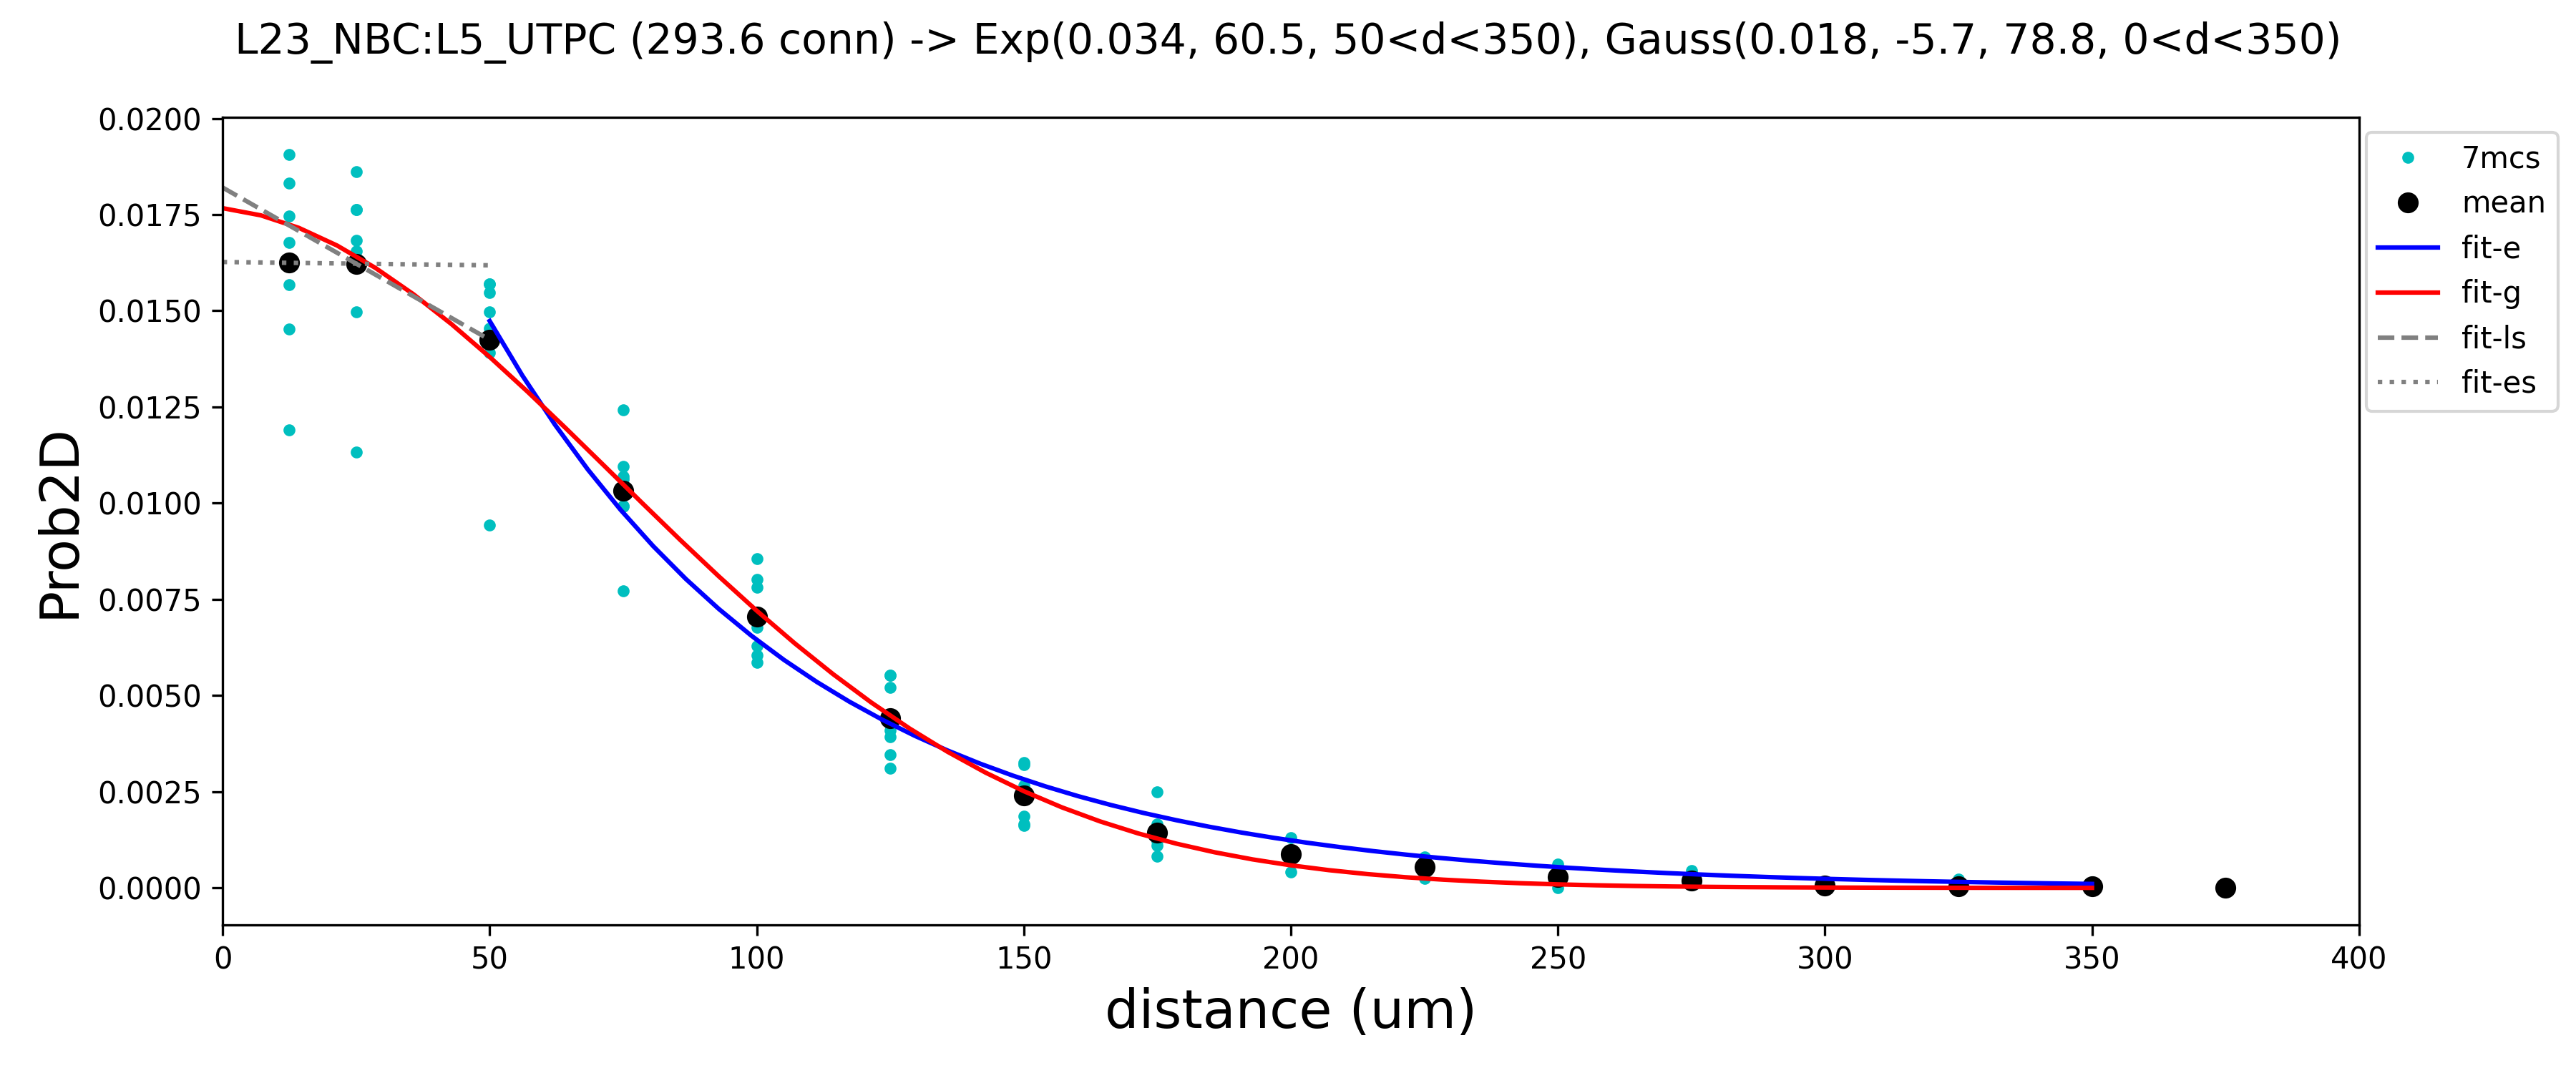 L23_NBC:L5_UTPC (293.6 conn) -> Exp(0.034, 60.5, 50<d<350), Gauss(0.018, -5.7, 78.8, 0<d<350)
0.0200
0.0175
0.0150
0.0125
0.0100
0.0075
0.0050
0.0025
0.0000
Prob2D
7mcs
mean
fit-e
fit-g
fit-ls
fit-es
0 50 100 150 200 250 300 350 400
distance (um)